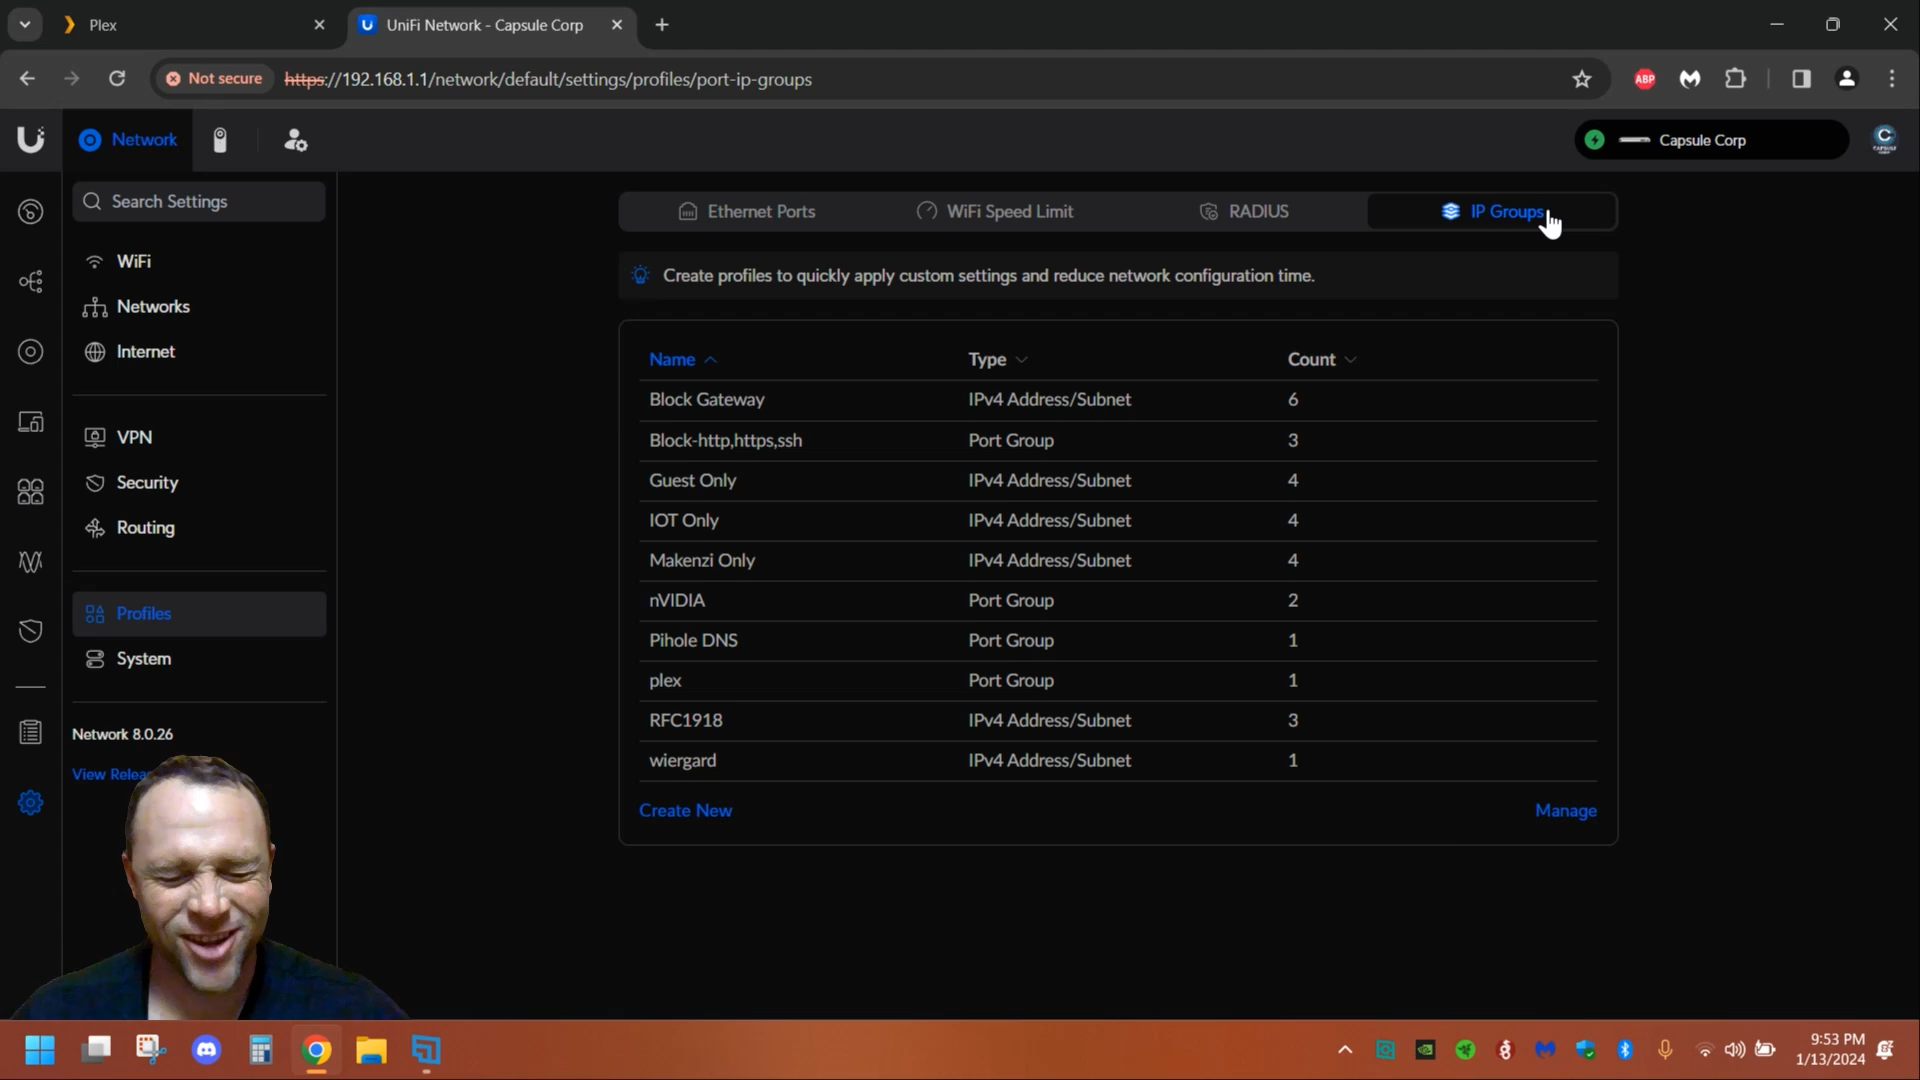 Plex
UniFi Network - Capsule Corp
Not secure
https://192.168.1.1/network/default/settings/profiles/port-ip-groups
ABP
Network
Capsule Corp
Search Settings
WiFi
Networks
Internet
VPN
Security
Routing
Profiles
System
Network 8.0.26
View Relea
Ethernet Ports
WiFi Speed Limit
RADIUS
IP Groups
Create profiles to quickly apply custom settings and reduce network configuration time.
Name Type Count
Block Gateway IPv4 Address/Subnet 6
Block-http,https,ssh Port Group 3
Guest Only IPv4 Address/Subnet 4
IOT Only IPv4 Address/Subnet 4
Makenzi Only IPv4 Address/Subnet 4
nVIDIA Port Group 2
Pihole DNS Port Group 1
plex Port Group 1
RFC1918 IPv4 Address/Subnet 3
wiergard IPv4 Address/Subnet 1
Create New
Manage
9:53 PM
1/13/2024